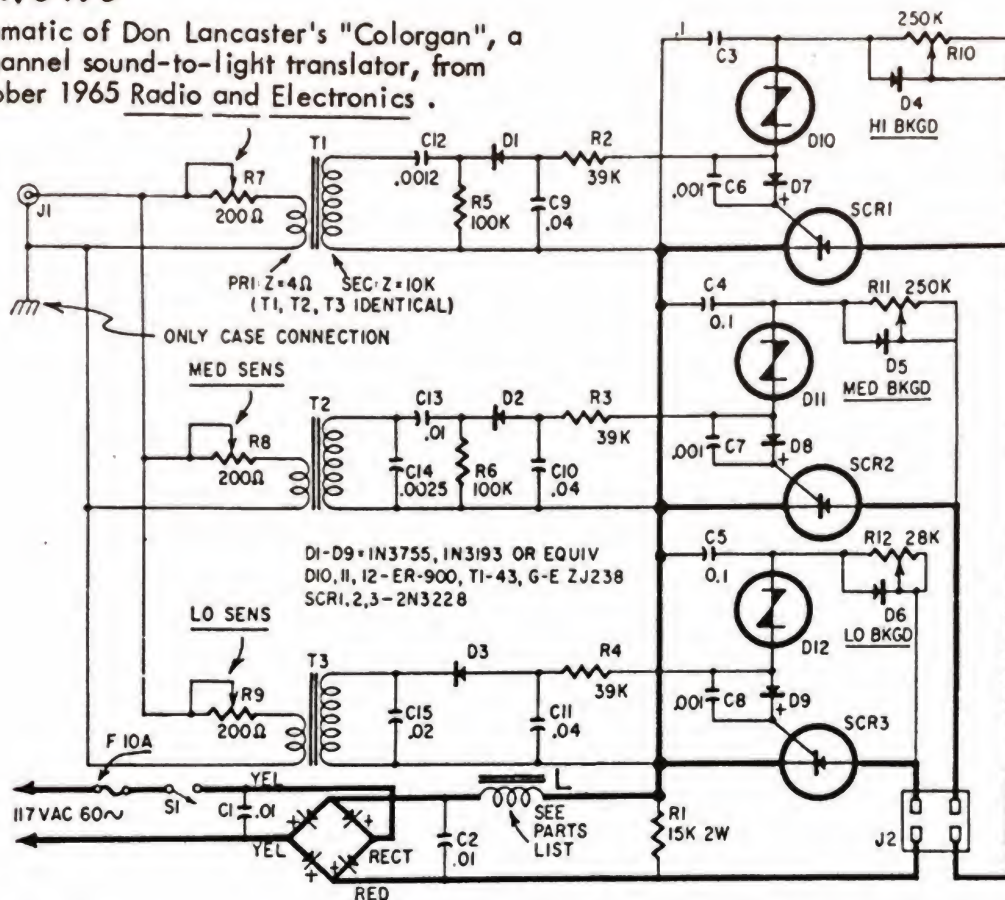 matic of Don Lancaster's "Colorgan", a
annel sound-to-light translator, from
ber 1965 Radio and Electronics .
.1
C3
250K
R10
D4
HI BKGD
D10
T1
C12
.0012
D1
R2
39K
R7
200Ω
R5
100K
C9
.04
.001
C6
D7
+
SCR1
J1
PRI: Z=4Ω
SEC: Z=10K
(T1, T2, T3 IDENTICAL)
ONLY CASE CONNECTION
C4
0.1
R11
250K
D5
MED BKGD
D11
MED SENS
T2
C13
.01
D2
R3
39K
R8
200Ω
C14
.0025
R6
100K
C10
.04
.001
C7
D8
+
SCR2
D1-D9=1N3755, 1N3193 OR EQUIV
D10, 11, 12-ER-900, T1-43, G-E ZJ238
SCR1, 2, 3-2N3228
C5
0.1
R12
28K
D6
LO BKGD
D12
LO SENS
T3
D3
R4
39K
R9
200Ω
C15
.02
C11
.04
.001
C8
D9
+
SCR3
F 10A
117 VAC 60~
S1
YEL
C1
.01
YEL
+
+
+
+
RECT
RED
C2
.01
L
SEE
PARTS
LIST
R1
15K 2W
J2